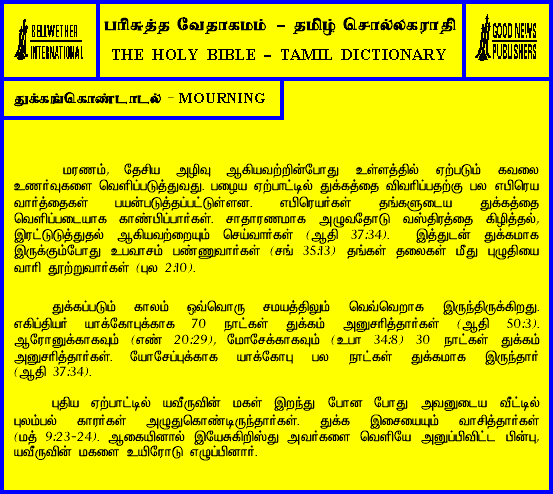 BELLWETHER
INTERNATIONAL
பரிசுத்த வேதாகமம் - தமிழ் சொல்லகராதி
THE HOLY BIBLE - TAMIL DICTIONARY
GOOD NEWS
PUBLISHERS
துக்கங்கொண்டாடல் - MOURNING
மரணம், தேசிய அழிவு ஆகியவற்றின்போது உள்ளத்தில் ஏற்படும் கவலை
உணர்வுகளை வெளிப்படுத்துவது. பழைய ஏற்பாட்டில் துக்கத்தை விவரிப்பதற்கு பல எபிரெய
வார்த்தைகள் பயன்படுத்தப்பட்டுள்ளன. எபிரெயர்கள் தங்களுடைய துக்கத்தை
வெளிப்படையாக காண்பிப்பார்கள். சாதாரணமாக அழுவதோடு வஸ்திரத்தை கிழித்தல்,
இரட்டுடுத்துதல் ஆகியவற்றையும் செய்வார்கள் (ஆதி 37:34). இத்துடன் துக்கமாக
இருக்கும்போது உபவாசம் பண்ணுவார்கள் (சங் 35:13) தங்கள் தலைகள் மீது புழுதியை
வாரி தூற்றுவார்கள் (புல 2:10).
துக்கப்படும் காலம் ஒவ்வொரு சமயத்திலும் வெவ்வெறாக இருந்திருக்கிறது.
எகிப்தியர் யாக்கோபுக்காக 70 நாட்கள் துக்கம் அனுசரித்தார்கள் (ஆதி 50:3).
ஆரோனுக்காகவும் (எண் 20:29), மோசேக்காகவும் (உபா 34:8) 30 நாட்கள் துக்கம்
அனுசரித்தார்கள். யோசேப்புக்காக யாக்கோபு பல நாட்கள் துக்கமாக இருந்தார்
(ஆதி 37:34).
புதிய ஏற்பாட்டில் யவீருவின் மகள் இறந்து போன போது அவனுடைய வீட்டில்
புலம்பல் காரர்கள் அழுதுகொண்டிருந்தார்கள். துக்க இசையையும் வாசித்தார்கள்
(மத் 9:23-24). ஆகையினால் இயேசுகிறிஸ்து அவர்களை வெளியே அனுப்பிவிட்ட பின்பு,
யவீருவின் மகளை உயிரோடு எழுப்பினார்.